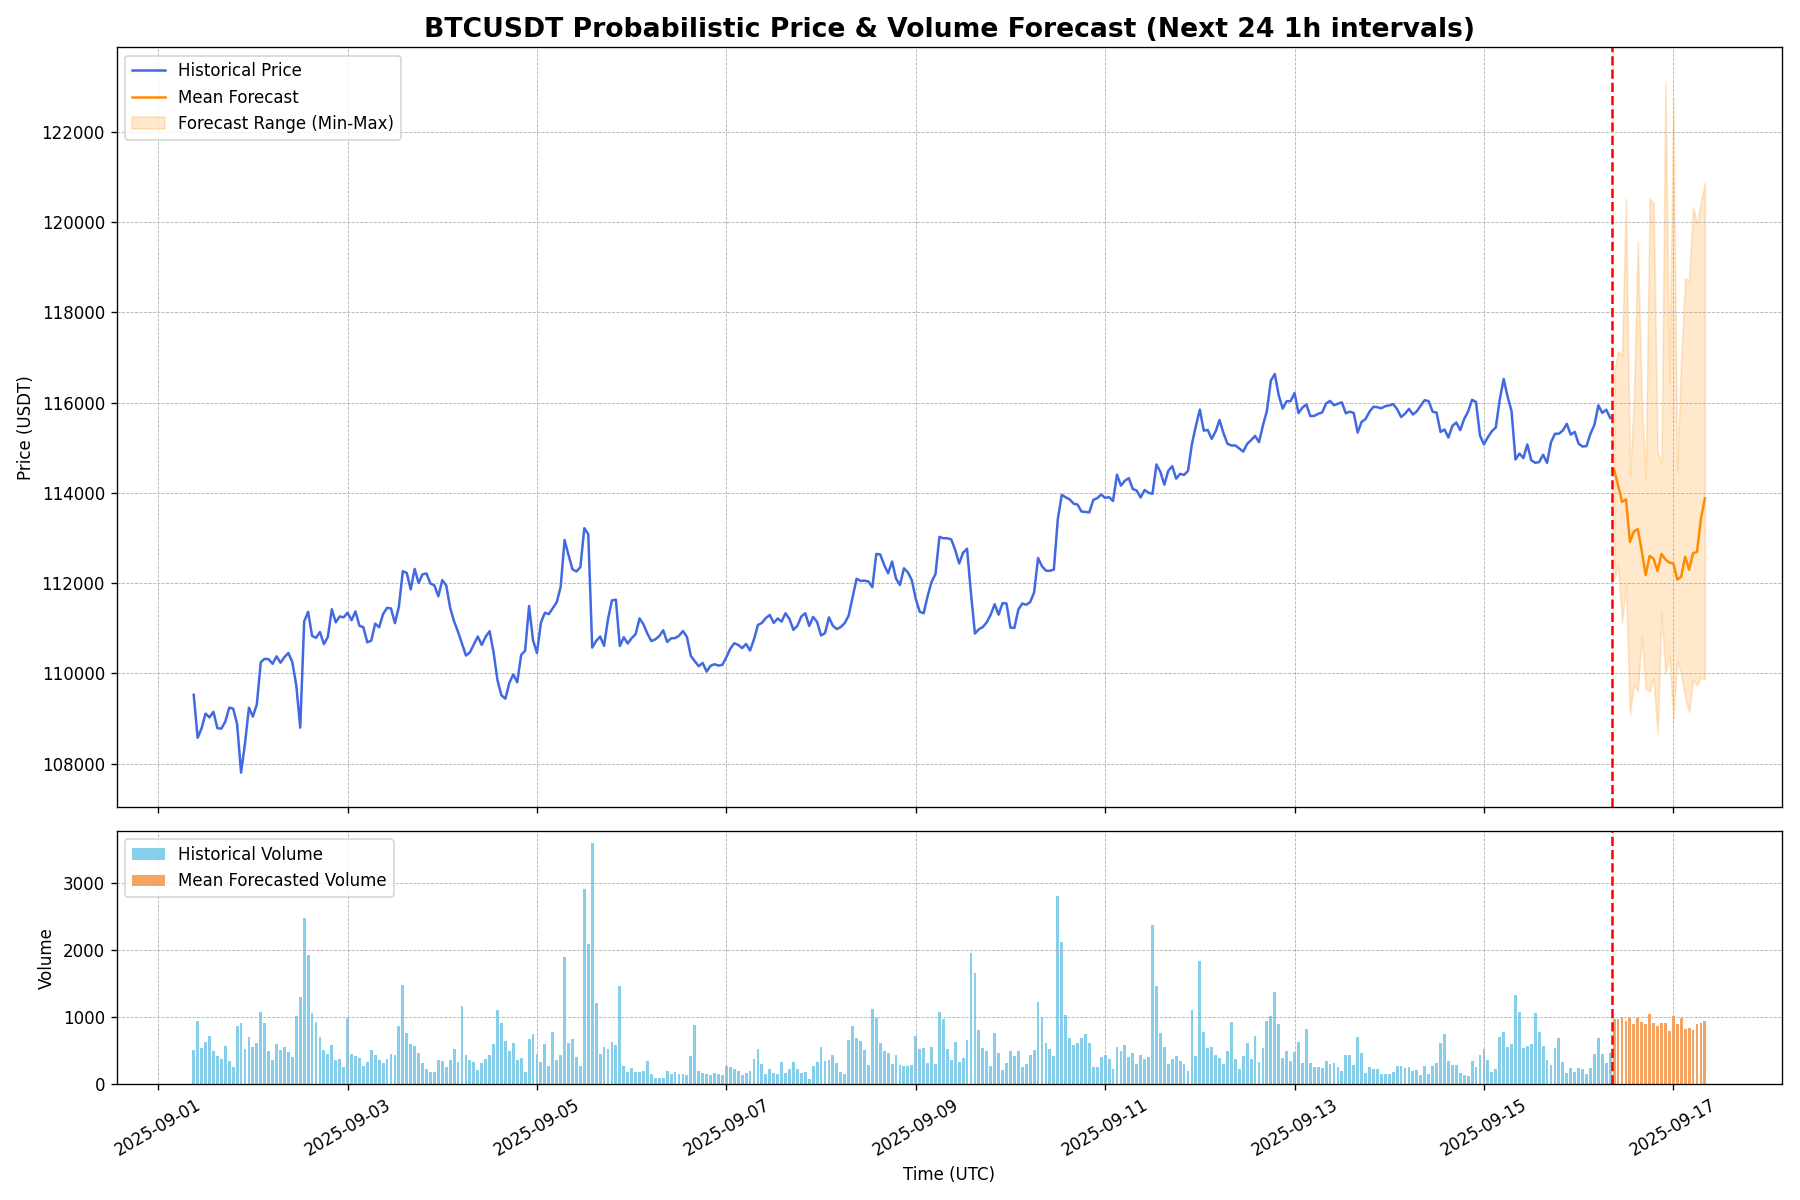 BTCUSDT Probabilistic Price & Volume Forecast (Next 24 1h intervals)
Historical Price
Mean Forecast
Forecast Range (Min-Max)
122000
120000
118000
116000
114000
112000
110000
108000
Price (USDT)
Historical Volume
Mean Forecasted Volume
3000
2000
1000
0
Volume
2025-09-01
2025-09-03
2025-09-05
2025-09-07
2025-09-09
2025-09-11
2025-09-13
2025-09-15
2025-09-17
Time (UTC)